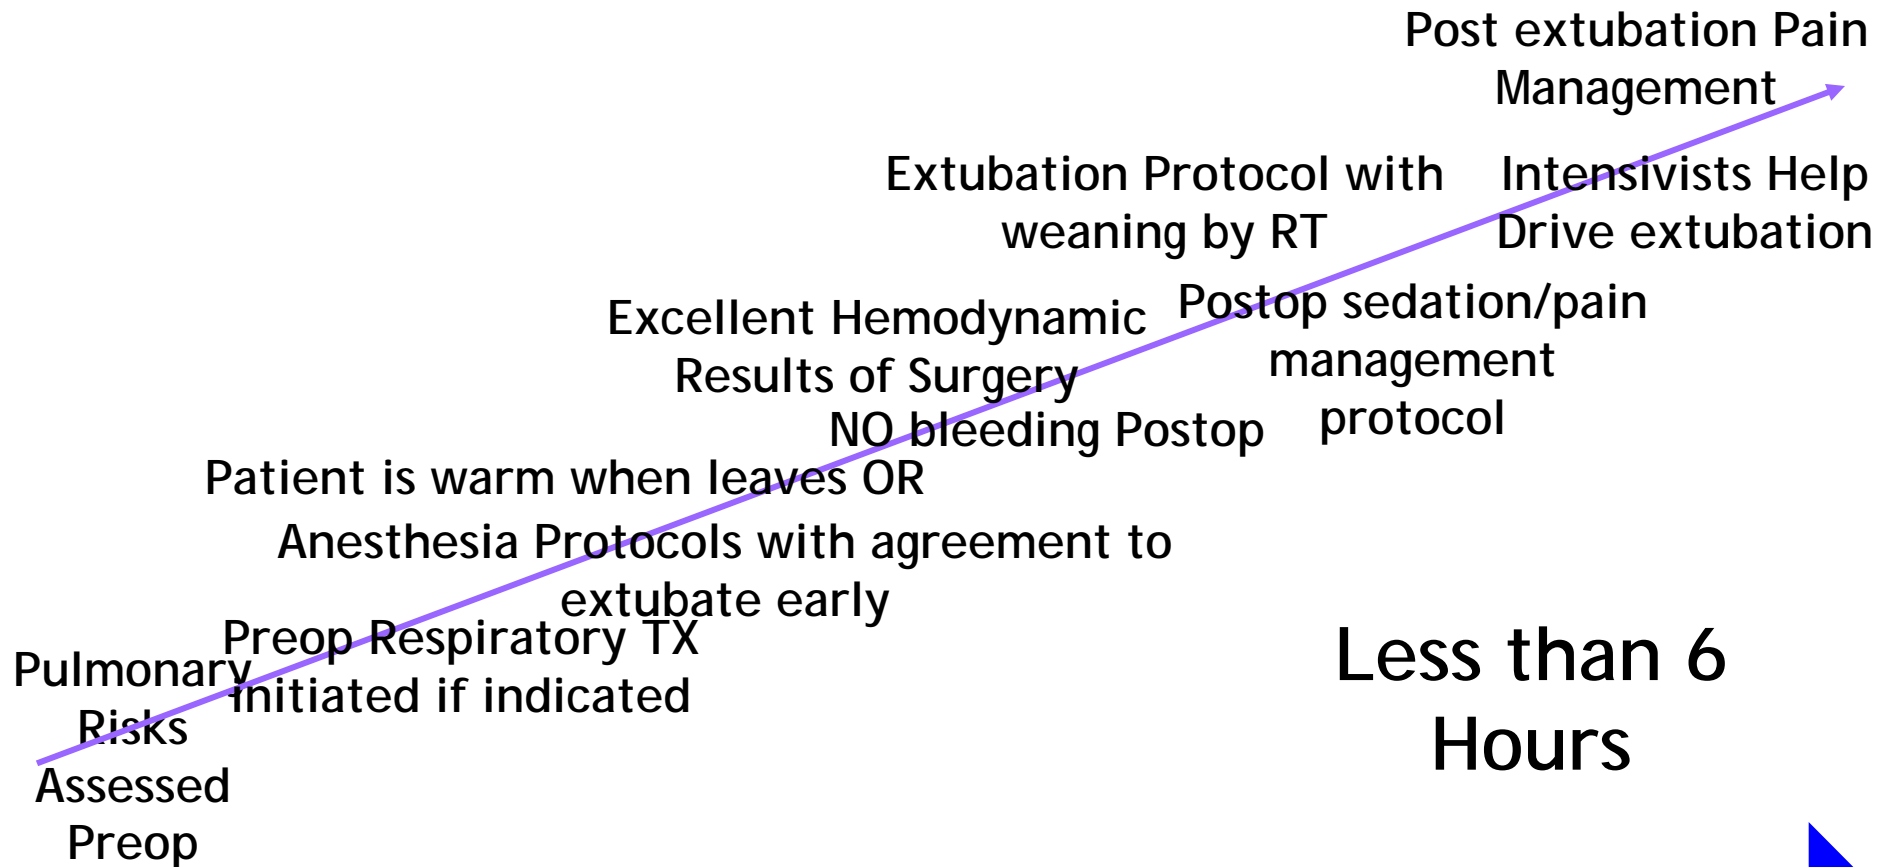 Post extubation Pain
Management
Extubation Protocol with
weaning by RT
Intensivists Help
Drive extubation
Excellent Hemodynamic
Results of Surgery
Postop sedation/pain
management
protocol
NO bleeding Postop
Patient is warm when leaves OR
Anesthesia Protocols with agreement to
extubate early
Preop Respiratory TX
initiated if indicated
Pulmonary
Risks
Assessed
Preop
Less than 6
Hours